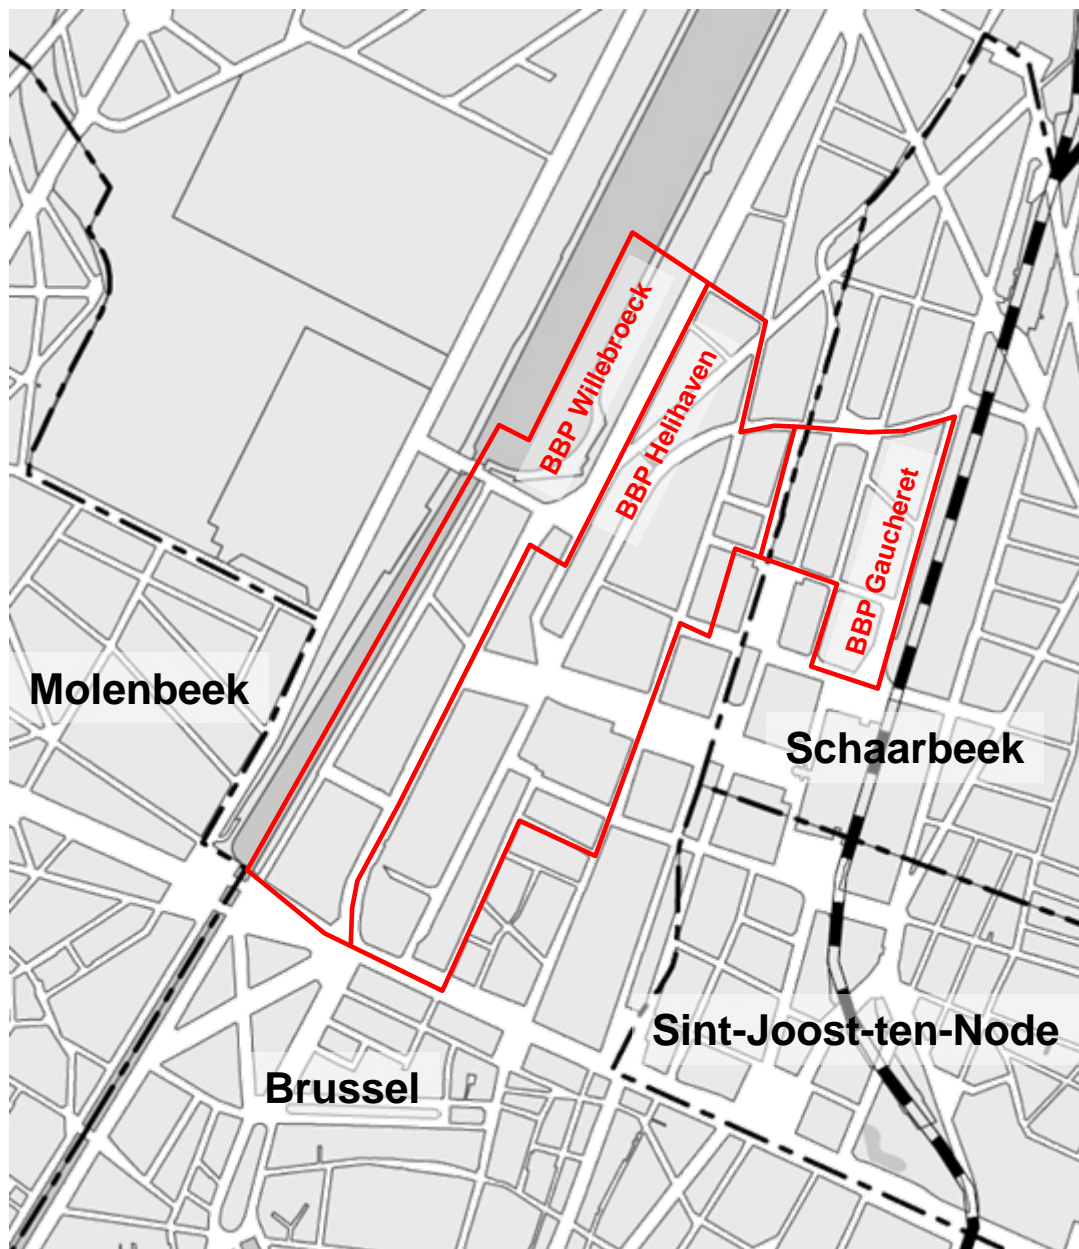 BBP Willebroeck
BBP Helihaven
BBP Gaucheret
Molenbeek
Schaarbeek
Sint-Joost-ten-Node
Brussel